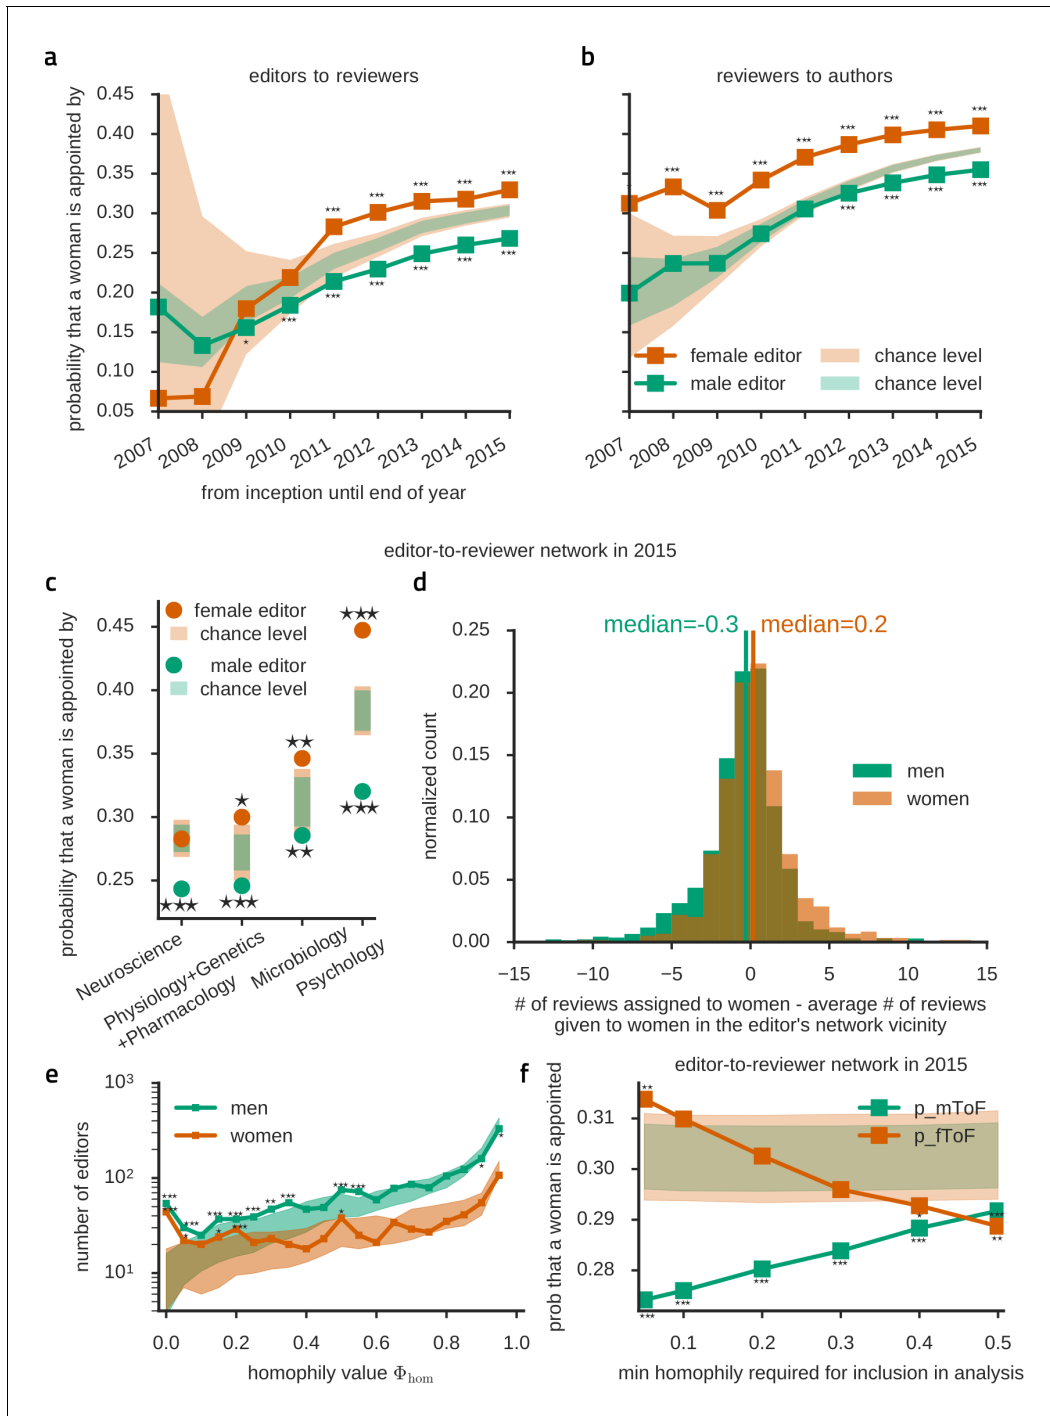 a
editors to reviewers
probability that a woman is appointed by
0.45
0.40
0.35
0.30
0.25
0.20
0.15
0.10
0.05
2007
2008
2009
2010
2011
2012
2013
2014
2015
from inception until end of year
b
reviewers to authors
female editor
male editor
chance level
chance level
2007
2008
2009
2010
2011
2012
2013
2014
2015
editor-to-reviewer network in 2015
c
probability that a woman is appointed by
female editor
chance level
male editor
chance level
0.45
0.40
0.35
0.30
0.25
Neuroscience
Physiology+Genetics
+Pharmacology
Microbiology
Psychology
d
median=-0.3
median=0.2
normalized count
0.25
0.20
0.15
0.10
0.05
0.00
men
women
−15
−10
−5
0
5
10
15
# of reviews assigned to women - average # of reviews
given to women in the editor's network vicinity
e
number of editors
10³
10²
10¹
men
women
0.0
0.2
0.4
0.6
0.8
1.0
homophily value Φhom
f
editor-to-reviewer network in 2015
prob that a woman is appointed
0.31
0.30
0.29
0.28
p_mToF
p_fToF
0.1
0.2
0.3
0.4
0.5
min homophily required for inclusion in analysis